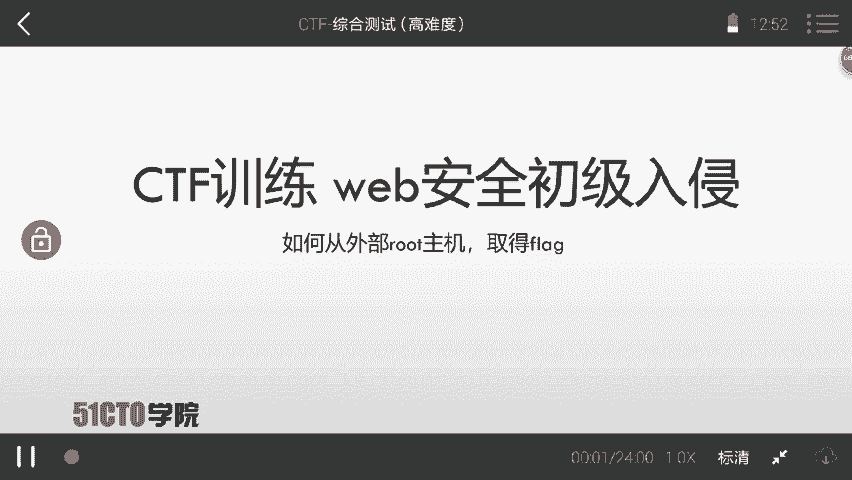 CTF-综合测试(高难度)
12:52
CTF训练 web安全初级入侵
如何从外部root主机，取得flag
51CTO学院
00:01/24:00 1.0X 标清